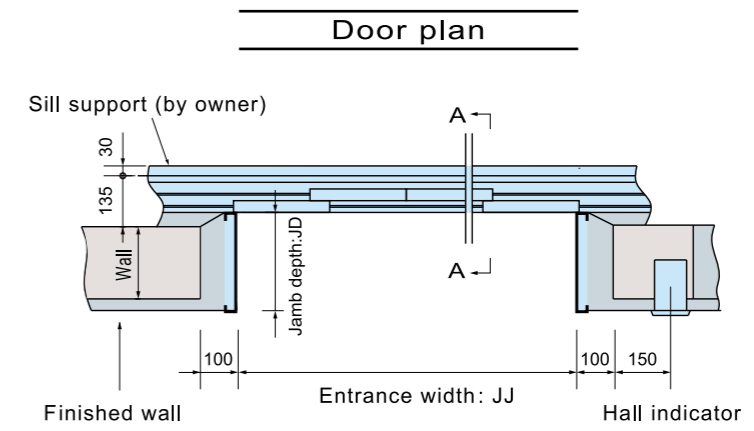 Door plan
Sill support (by owner)
A
30
135
Wall
Jamb depth:JD
A
100
100
150
Entrance width: JJ
Finished wall
Hall indicator